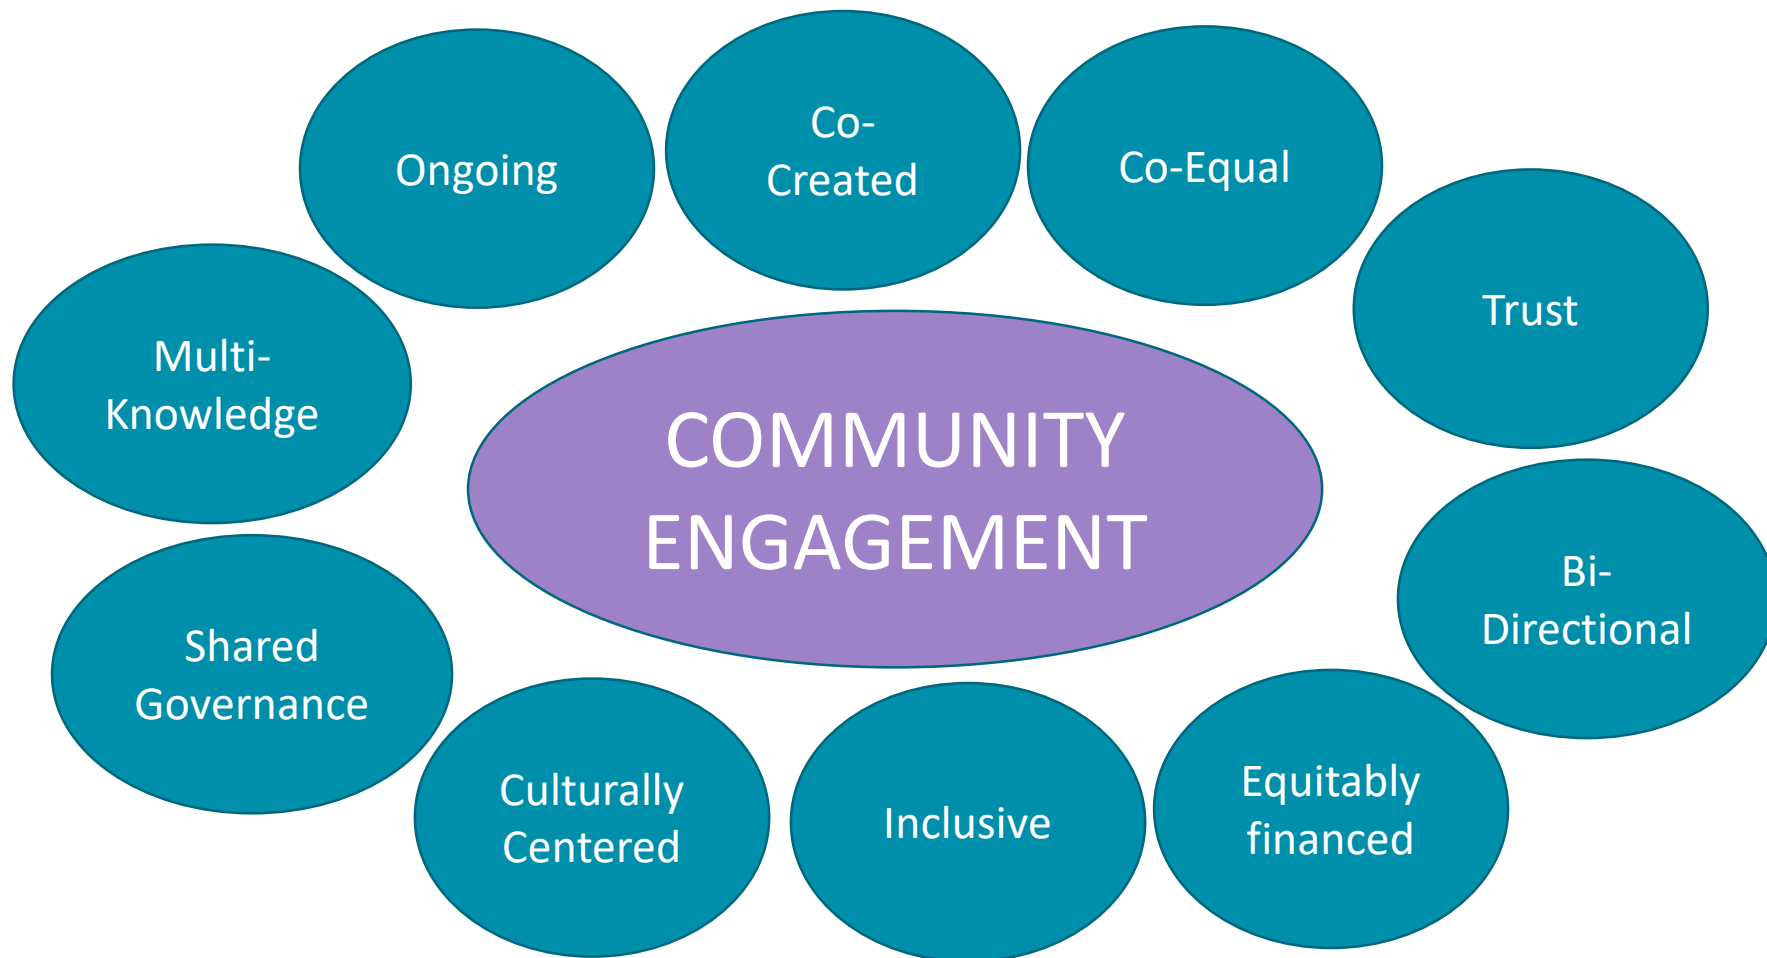 Ongoing
Co-
Created
Co-Equal
Trust
Multi-
Knowledge
COMMUNITY
ENGAGEMENT
Bi-
Directional
Shared
Governance
Culturally
Centered
Inclusive
Equitably
financed